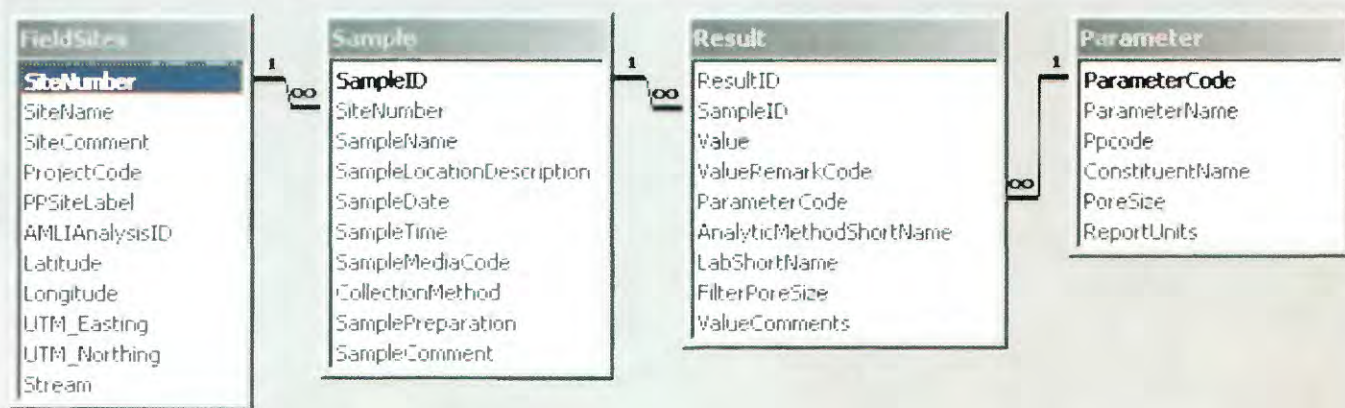 FieldSites
SiteNumber
SiteName
SiteComment
ProjectCode
PPSiteLabel
AMLIAnalysisID
Latitude
Longitude
UTM_Easting
UTM_Northing
Stream
1
∞
Sample
SampleID
SiteNumber
SampleName
SampleLocationDescription
SampleDate
SampleTime
SampleMediaCode
CollectionMethod
SamplePreparation
SampleComment
1
∞
Result
ResultID
SampleID
Value
ValueRemarkCode
ParameterCode
AnalyticMethodShortName
LabShortName
FilterPoreSize
ValueComments
1
∞
Parameter
ParameterCode
ParameterName
Ppcode
ConstituentName
PoreSize
ReportUnits